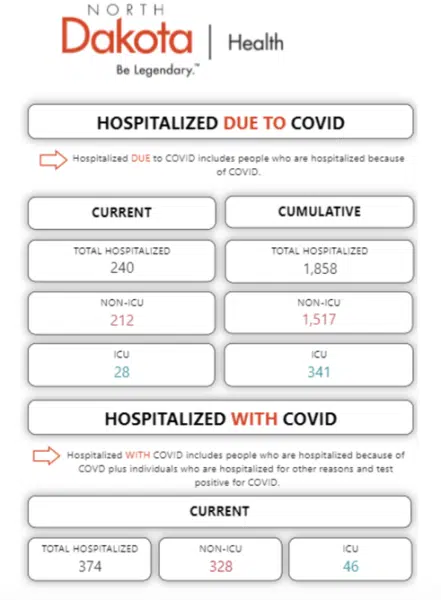 NORTH
Dakota | Health
Be Legendary.™
HOSPITALIZED DUE TO COVID
Hospitalized DUE to COVID includes people who are hospitalized because
of COVID.
CURRENT
CUMULATIVE
TOTAL HOSPITALIZED
240
TOTAL HOSPITALIZED
1,858
NON-ICU
212
NON-ICU
1,517
ICU
28
ICU
341
HOSPITALIZED WITH COVID
Hospitalized WITH COVID includes people who are hospitalized because of
COVD plus individuals who are hospitalized for other reasons and test
positive for COVID.
CURRENT
TOTAL HOSPITALIZED
374
NON-ICU
328
ICU
46